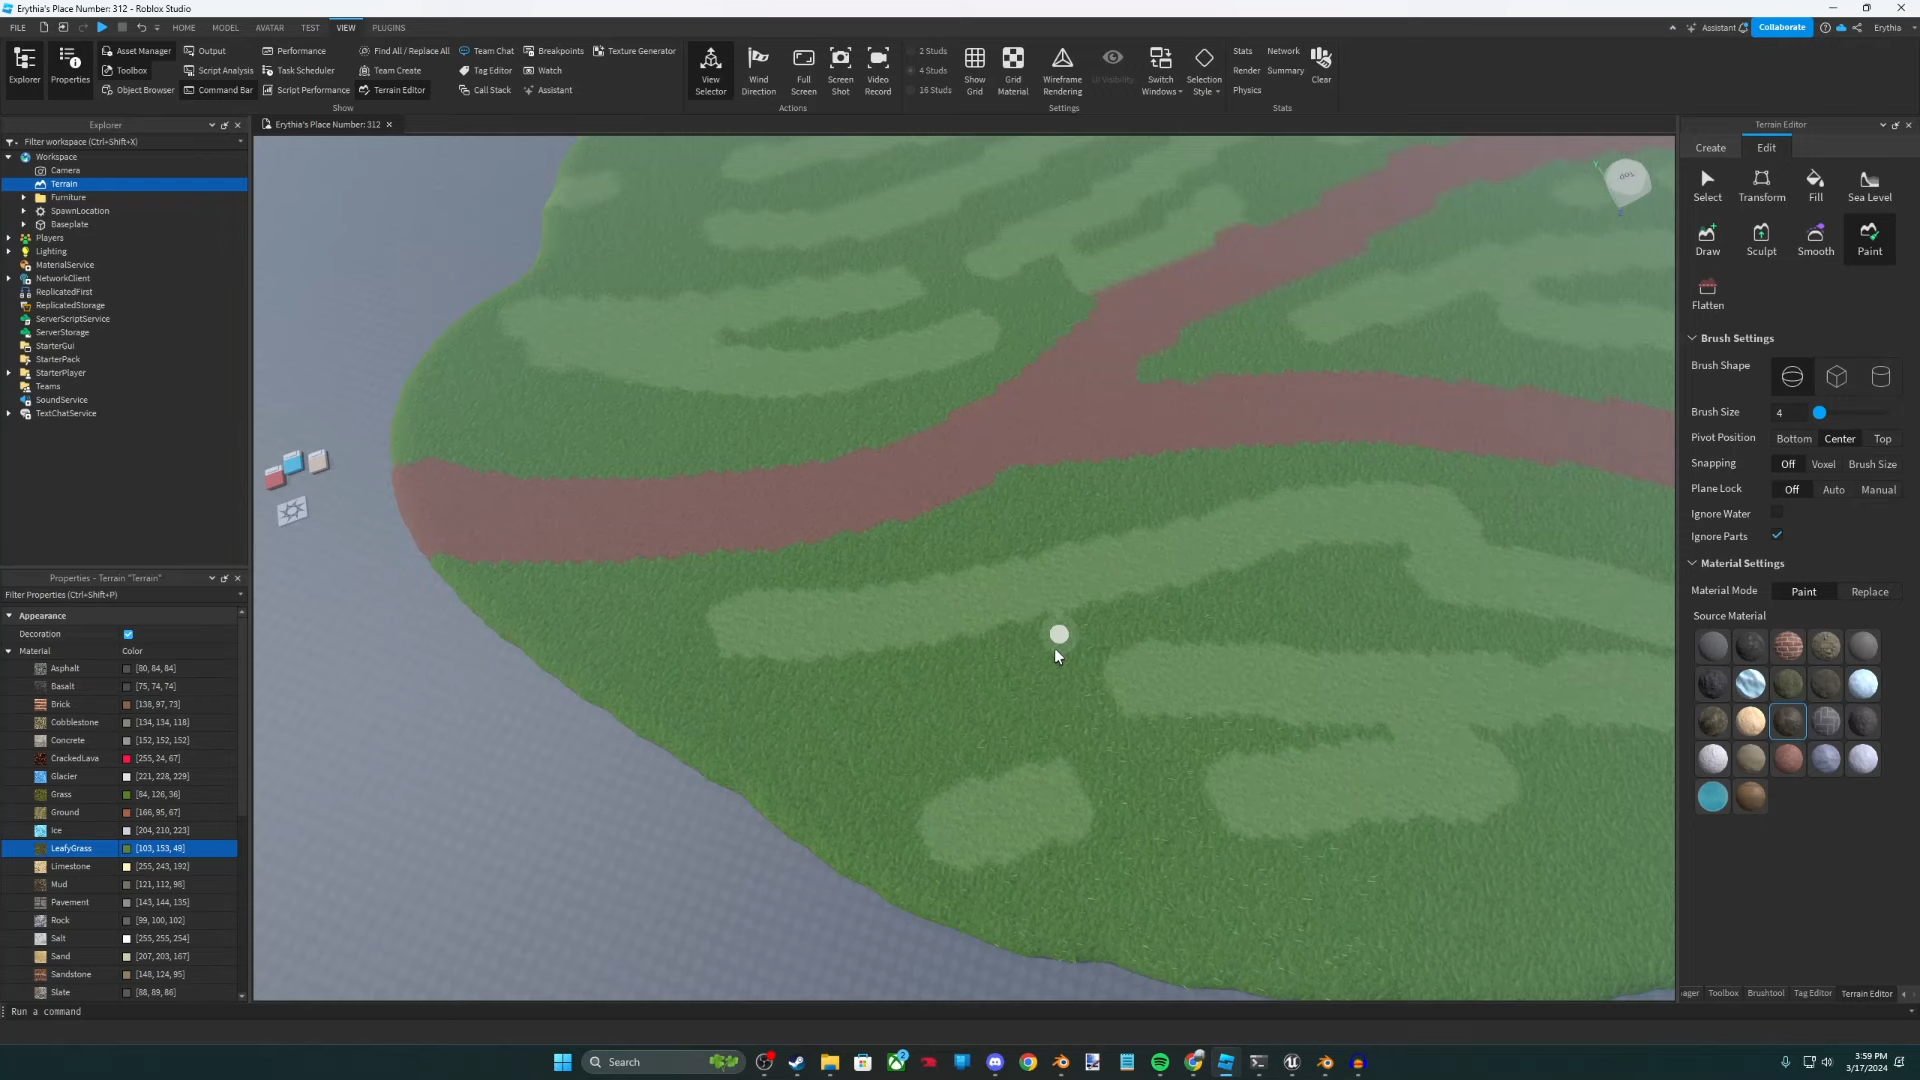 Erythia's Place Number: 312 - Roblox Studio
FILE HOME MODEL AVATAR TEST VIEW PLUGINS Assistant Collaborate Erythia
Explorer
Properties
Asset Manager
Toolbox
Object Browser
Output
Script Analysis
Command Bar
Performance
Task Scheduler
Script Performance
Find All / Replace All
Team Create
Terrain Editor
Team Chat
Tag Editor
Call Stack
Breakpoints
Watch
Assistant
Texture Generator
Show
View
Selector
Wind
Direction
Full
Screen
Screen
Shot
Video
Record
Actions
2 Studs
4 Studs
16 Studs
Show
Grid
Grid
Material
Wireframe
Rendering
UI Visibility
Switch
Windows
Selection
Style
Settings
Stats Network
Render Summary
Physics
Clear
Stats
Explorer
Filter workspace (Ctrl+Shift+X)
Workspace
Camera
Terrain
Furniture
SpawnLocation
Baseplate
Players
Lighting
MaterialService
NetworkClient
ReplicatedFirst
ReplicatedStorage
ServerScriptService
ServerStorage
StarterGui
StarterPack
StarterPlayer
Teams
SoundService
TextChatService
Properties - Terrain "Terrain"
Filter Properties (Ctrl+Shift+P)
Appearance
Decoration
Material Color
Asphalt [80, 84, 84]
Basalt [75, 74, 74]
Brick [138, 97, 73]
Cobblestone [134, 134, 118]
Concrete [152, 152, 152]
CrackedLava [255, 24, 67]
Glacier [221, 228, 229]
Grass [84, 126, 36]
Ground [166, 95, 67]
Ice [204, 210, 223]
LeafyGrass [103, 153, 49]
Limestone [255, 243, 192]
Mud [121, 112, 98]
Pavement [143, 144, 135]
Rock [99, 100, 102]
Salt [255, 255, 254]
Sand [207, 203, 167]
Sandstone [148, 124, 95]
Slate [88, 89, 86]
Run a command
Erythia's Place Number: 312
Top
Y
Z
Terrain Editor
Create Edit
Select Transform Fill Sea Level
Draw Sculpt Smooth Paint
Flatten
Brush Settings
Brush Shape
Brush Size 4
Pivot Position Bottom Center Top
Snapping Off Voxel Brush Size
Plane Lock Off Auto Manual
Ignore Water
Ignore Parts
Material Settings
Material Mode Paint Replace
Source Material
ager Toolbox Brushtool Tag Editor Terrain Editor
Search
2
3:59 PM
3/17/2024